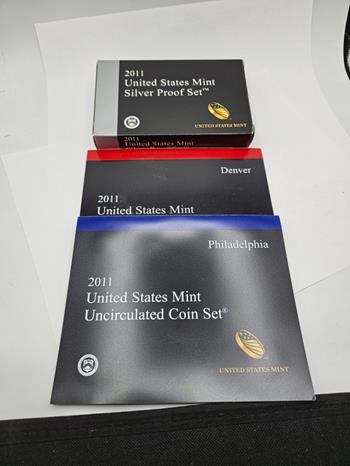 2011
United States Mint
Silver Proof Set™
UNITED STATES MINT
2011
United States Mint
Denver
2011
United States Mint
Philadelphia
2011
United States Mint
Uncirculated Coin Set®
UNITED STATES MINT